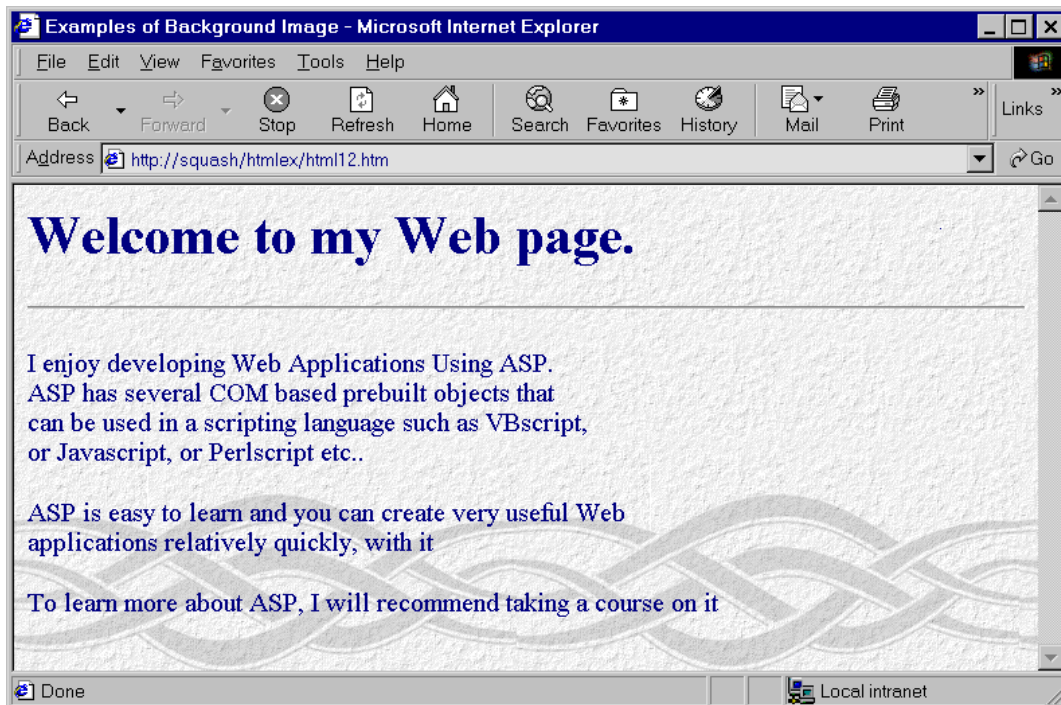 Examples of Background Image - Microsoft Internet Explorer
File Edit View Favorites Tools Help
Back Forward Stop Refresh Home Search Favorites History Mail Print » Links »
Address http://squash/htmlex/html12.htm Go
Welcome to my Web page.
I enjoy developing Web Applications Using ASP.
ASP has several COM based prebuilt objects that
can be used in a scripting language such as VBscript,
or Javascript, or Perlscript etc..
ASP is easy to learn and you can create very useful Web
applications relatively quickly, with it
To learn more about ASP, I will recommend taking a course on it
Done Local intranet